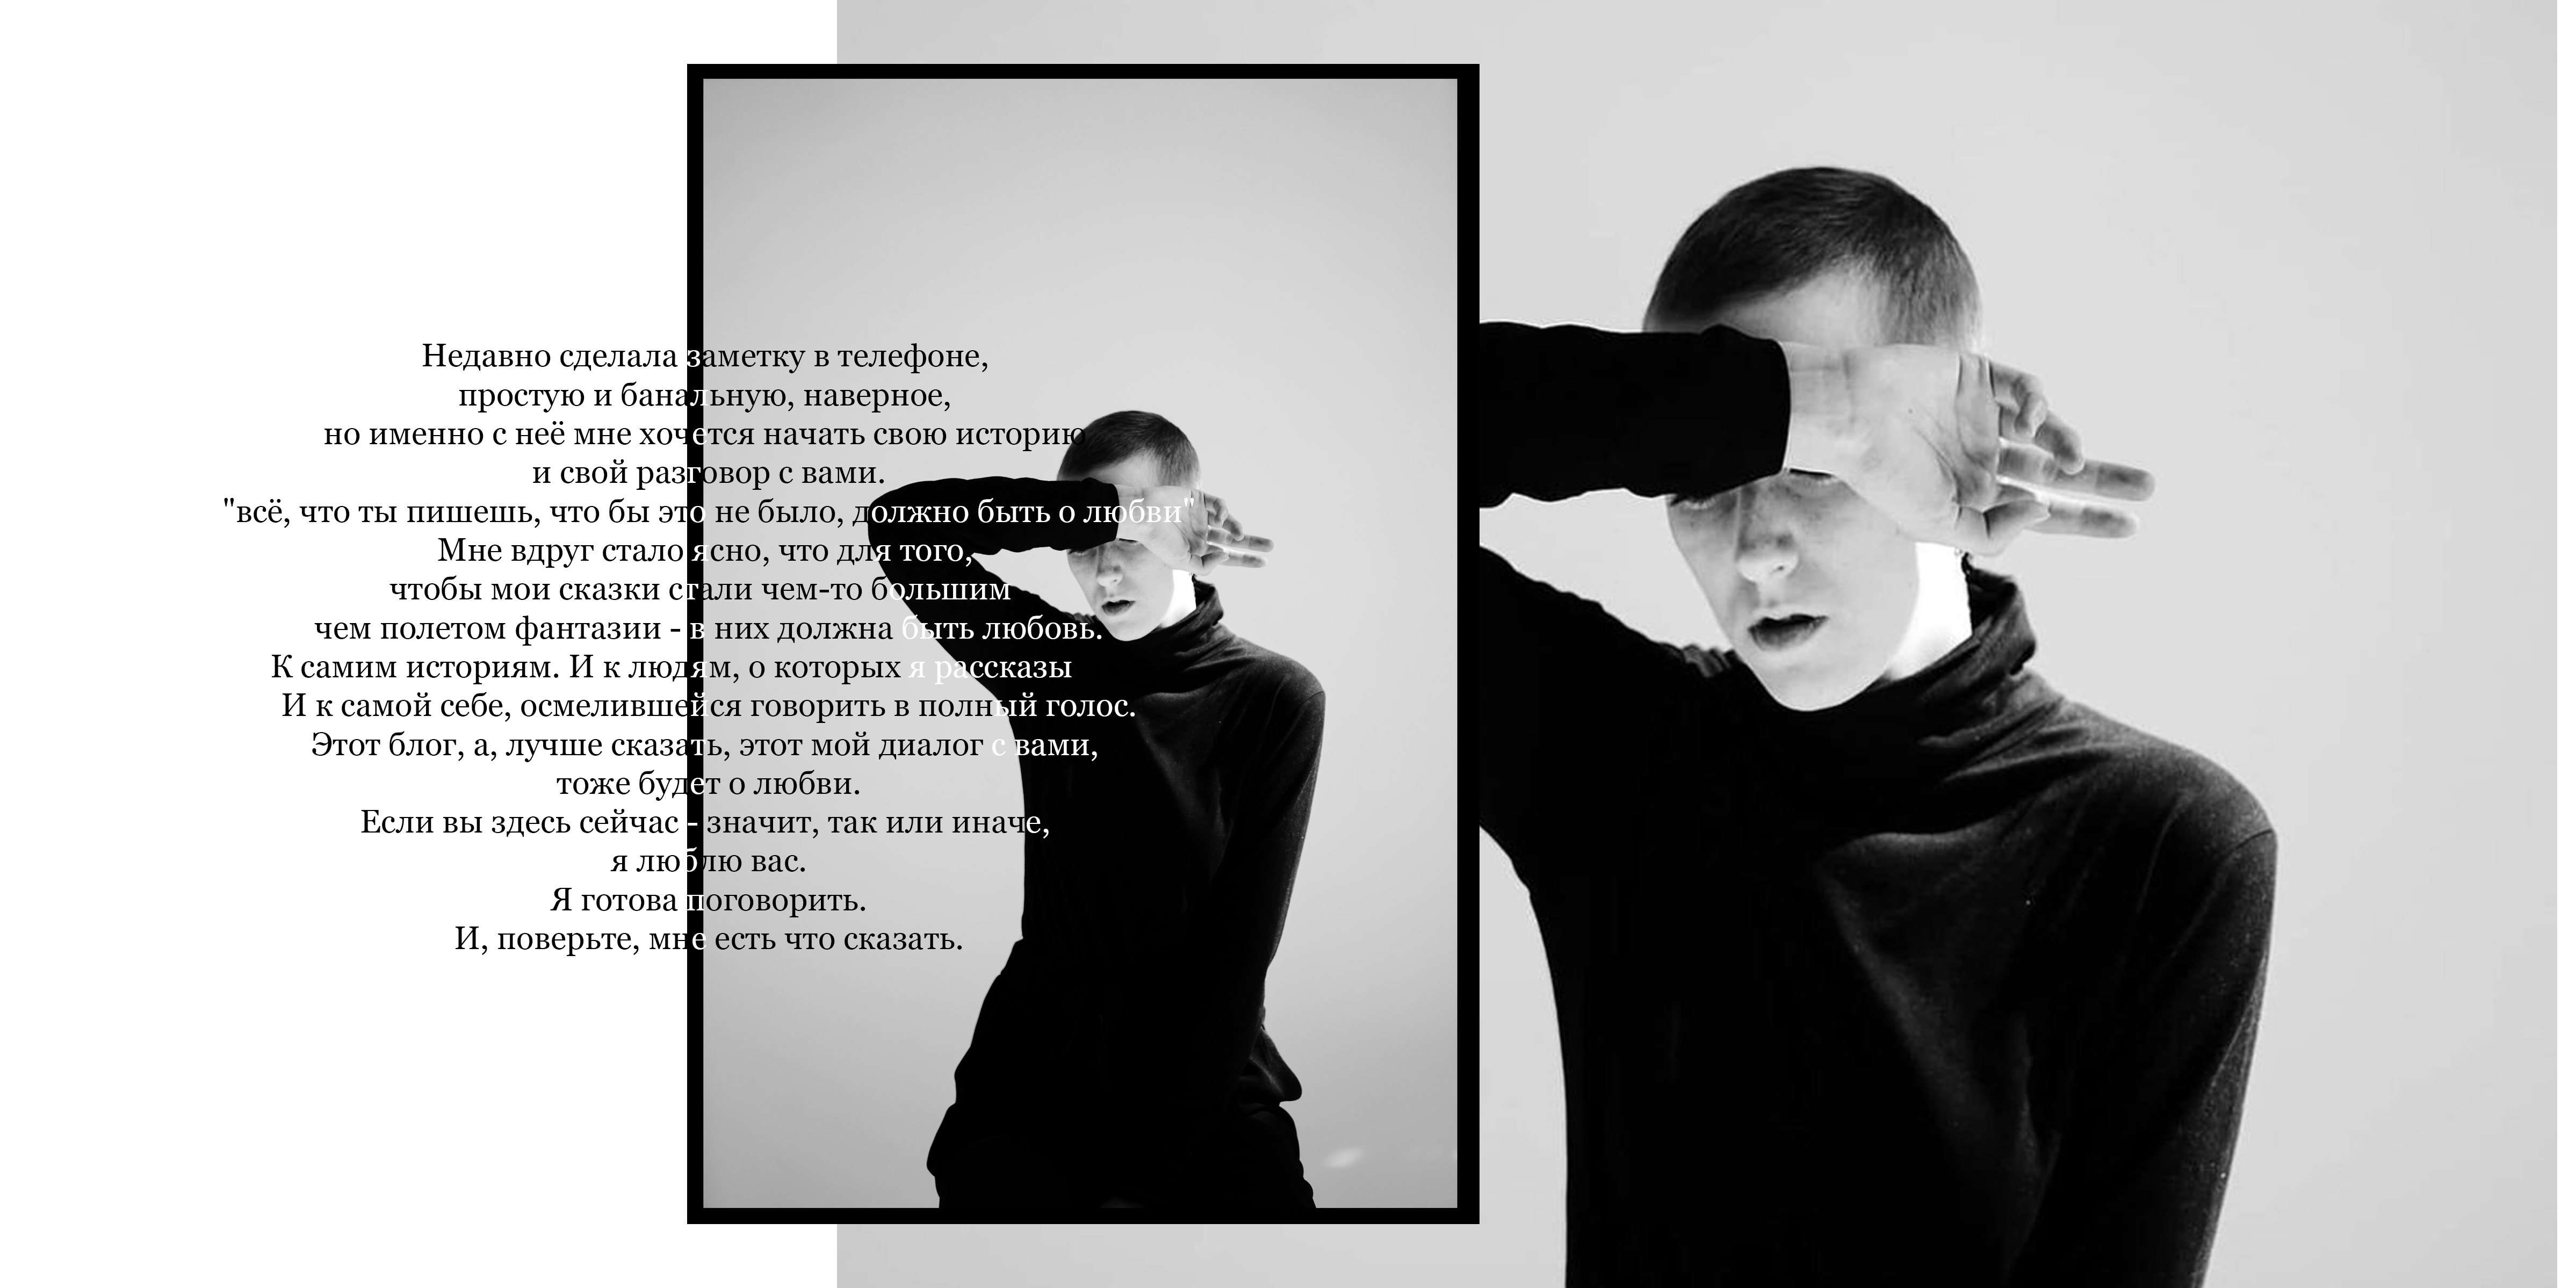 Недавно сделала заметку в телефоне,
простую и банальную, наверное,
но именно с неё мне хочется начать свою историю
и свой разговор с вами.
"всё, что ты пишешь, что бы это не было, должно быть о любви"
Мне вдруг стало ясно, что для того,
чтобы мои сказки стали чем-то большим
чем полетом фантазии - в них должна быть любовь.
К самим историям. И к людям, о которых я рассказы
И к самой себе, осмелившейся говорить в полный голос.
Этот блог, а, лучше сказать, этот мой диалог с вами,
тоже будет о любви.
Если вы здесь сейчас - значит, так или иначе,
я люблю вас.
Я готова поговорить.
И, поверьте, мне есть что сказать.